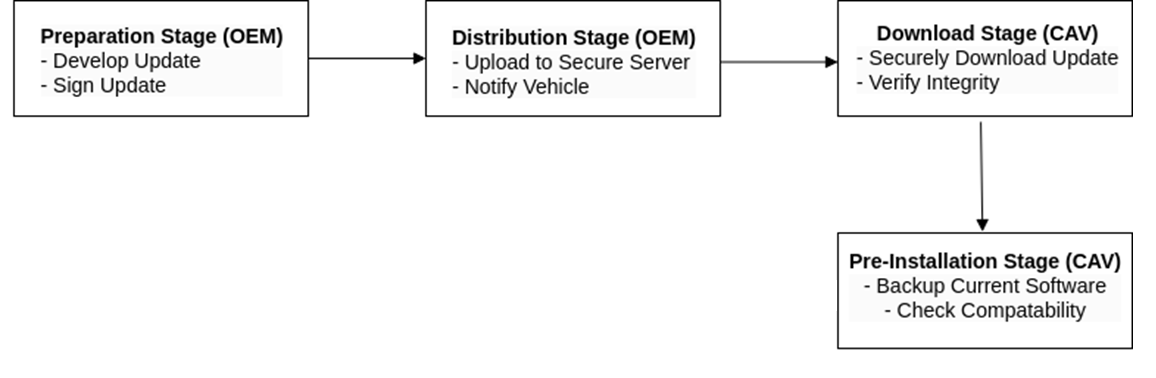 Preparation Stage (OEM)
- Develop Update
- Sign Update
Distribution Stage (OEM)
- Upload to Secure Server
- Notify Vehicle
Download Stage (CAV)
- Securely Download Update
- Verify Integrity
Pre-Installation Stage (CAV)
- Backup Current Software
- Check Compatability